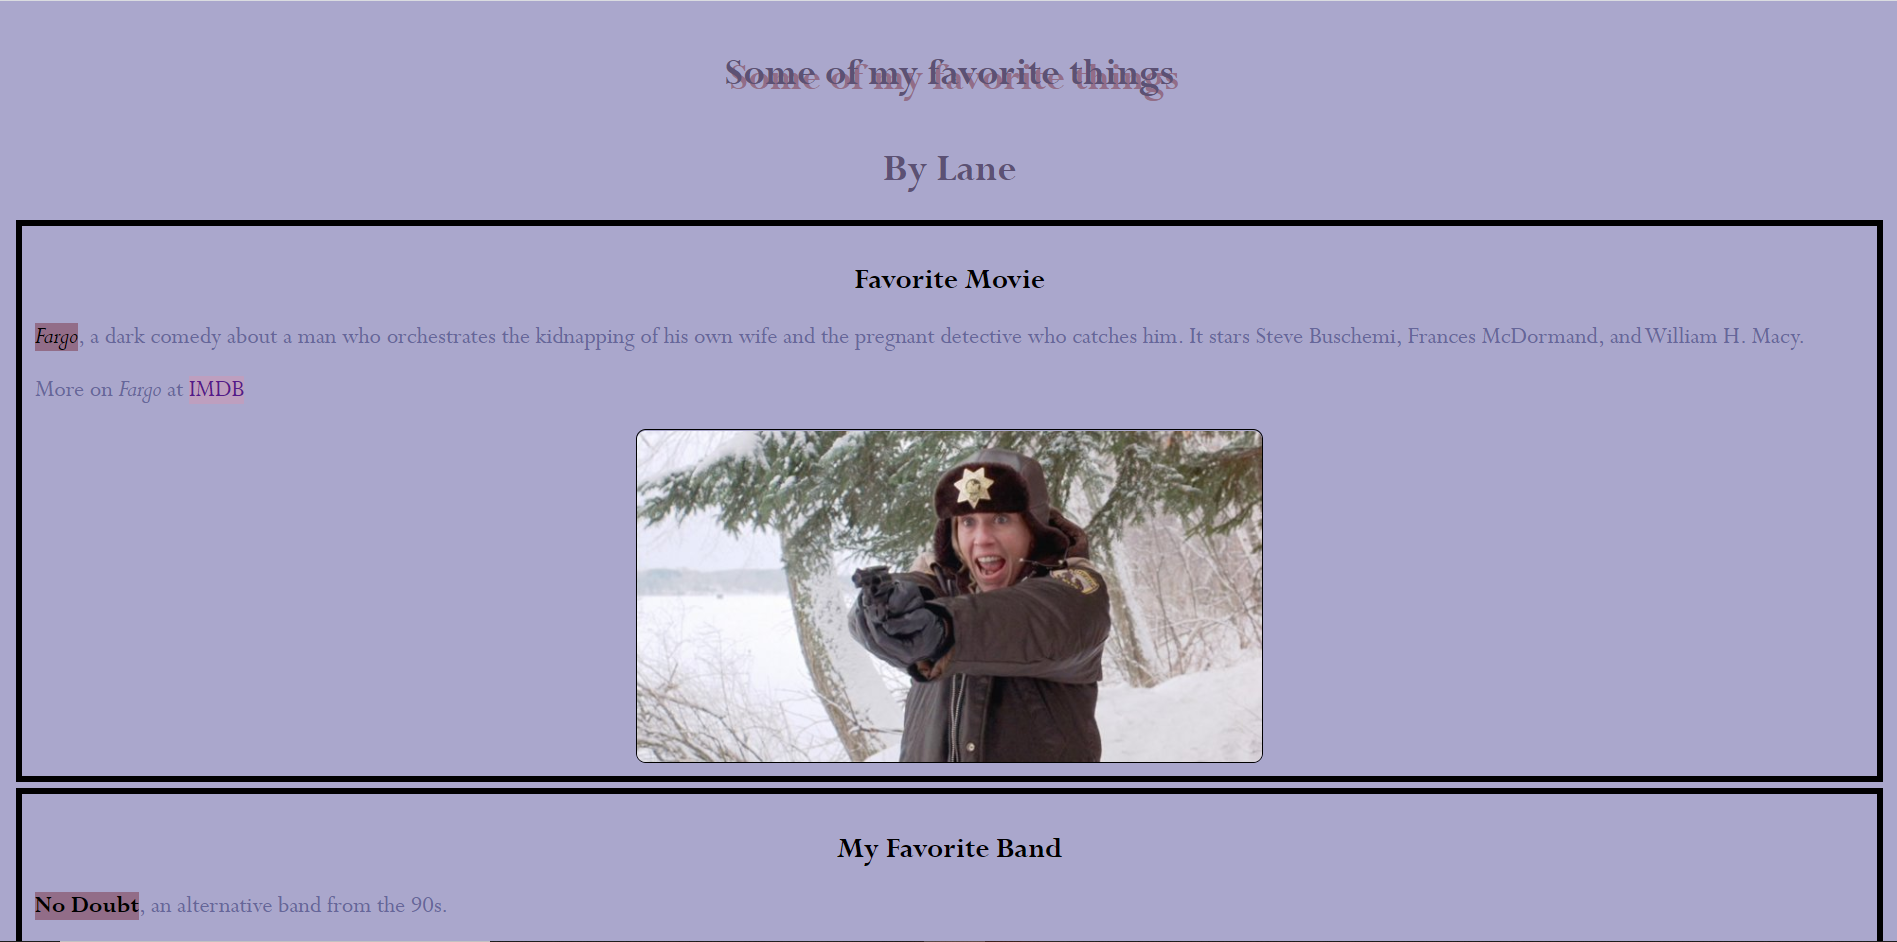 Some of my favorite things
By Lane
Favorite Movie
Fargo, a dark comedy about a man who orchestrates the kidnapping of his own wife and the pregnant detective who catches him. It stars Steve Buschemi, Frances McDormand, and William H. Macy.
More on Fargo at IMDB
My Favorite Band
No Doubt, an alternative band from the 90s.